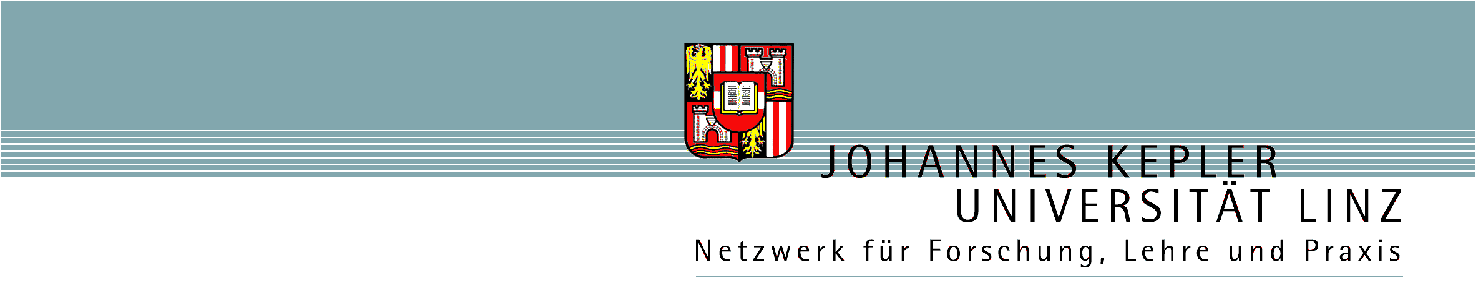 JOHANNES KEPLER
UNIVERSITÄT LINZ
Netzwerk für Forschung, Lehre und Praxis